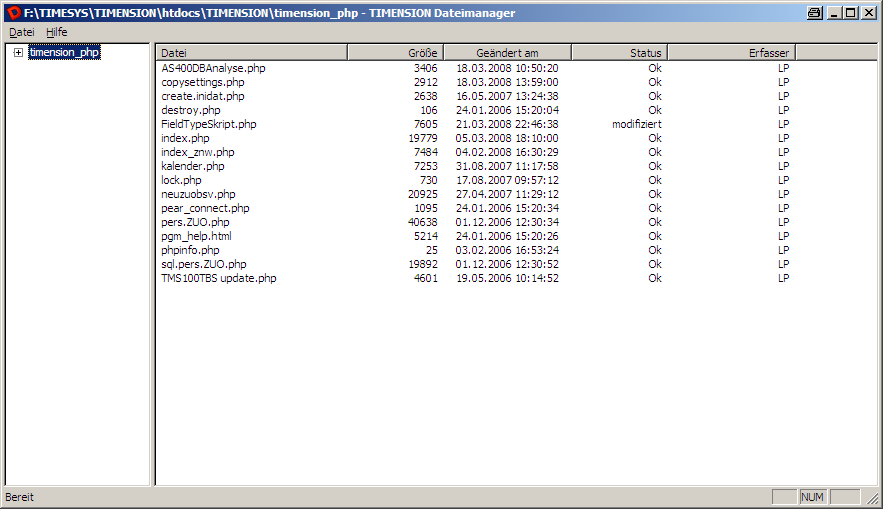 F:\TIMESYS\TIMENSION\htdocs\TIMENSION\timension_php - TIMENSION Dateimanager
Datei Hilfe
timension_php
Datei Größe Geändert am Status Erfasser
AS400DBAnalyse.php 3406 18.03.2008 10:50:20 Ok LP
copysettings.php 2912 18.03.2008 13:59:00 Ok LP
create.inidat.php 2638 16.05.2007 13:24:38 Ok LP
destroy.php 106 24.01.2006 15:20:04 Ok LP
FieldTypeSkript.php 7605 21.03.2008 22:46:38 modifiziert LP
index.php 19779 05.03.2008 18:10:00 Ok LP
index_znw.php 7484 04.02.2008 16:30:29 Ok LP
kalender.php 7253 31.08.2007 11:17:58 Ok LP
lock.php 730 17.08.2007 09:57:12 Ok LP
neuzuobsv.php 20925 27.04.2007 11:29:12 Ok LP
pear_connect.php 1095 24.01.2006 15:20:34 Ok LP
pers.ZUO.php 40638 01.12.2006 12:30:34 Ok LP
pgm_help.html 5214 24.01.2006 15:20:26 Ok LP
phpinfo.php 25 03.02.2006 16:53:24 Ok LP
sql.pers.ZUO.php 19892 01.12.2006 12:30:52 Ok LP
TMS100TBS update.php 4601 19.05.2006 10:14:52 Ok LP
Bereit NUM